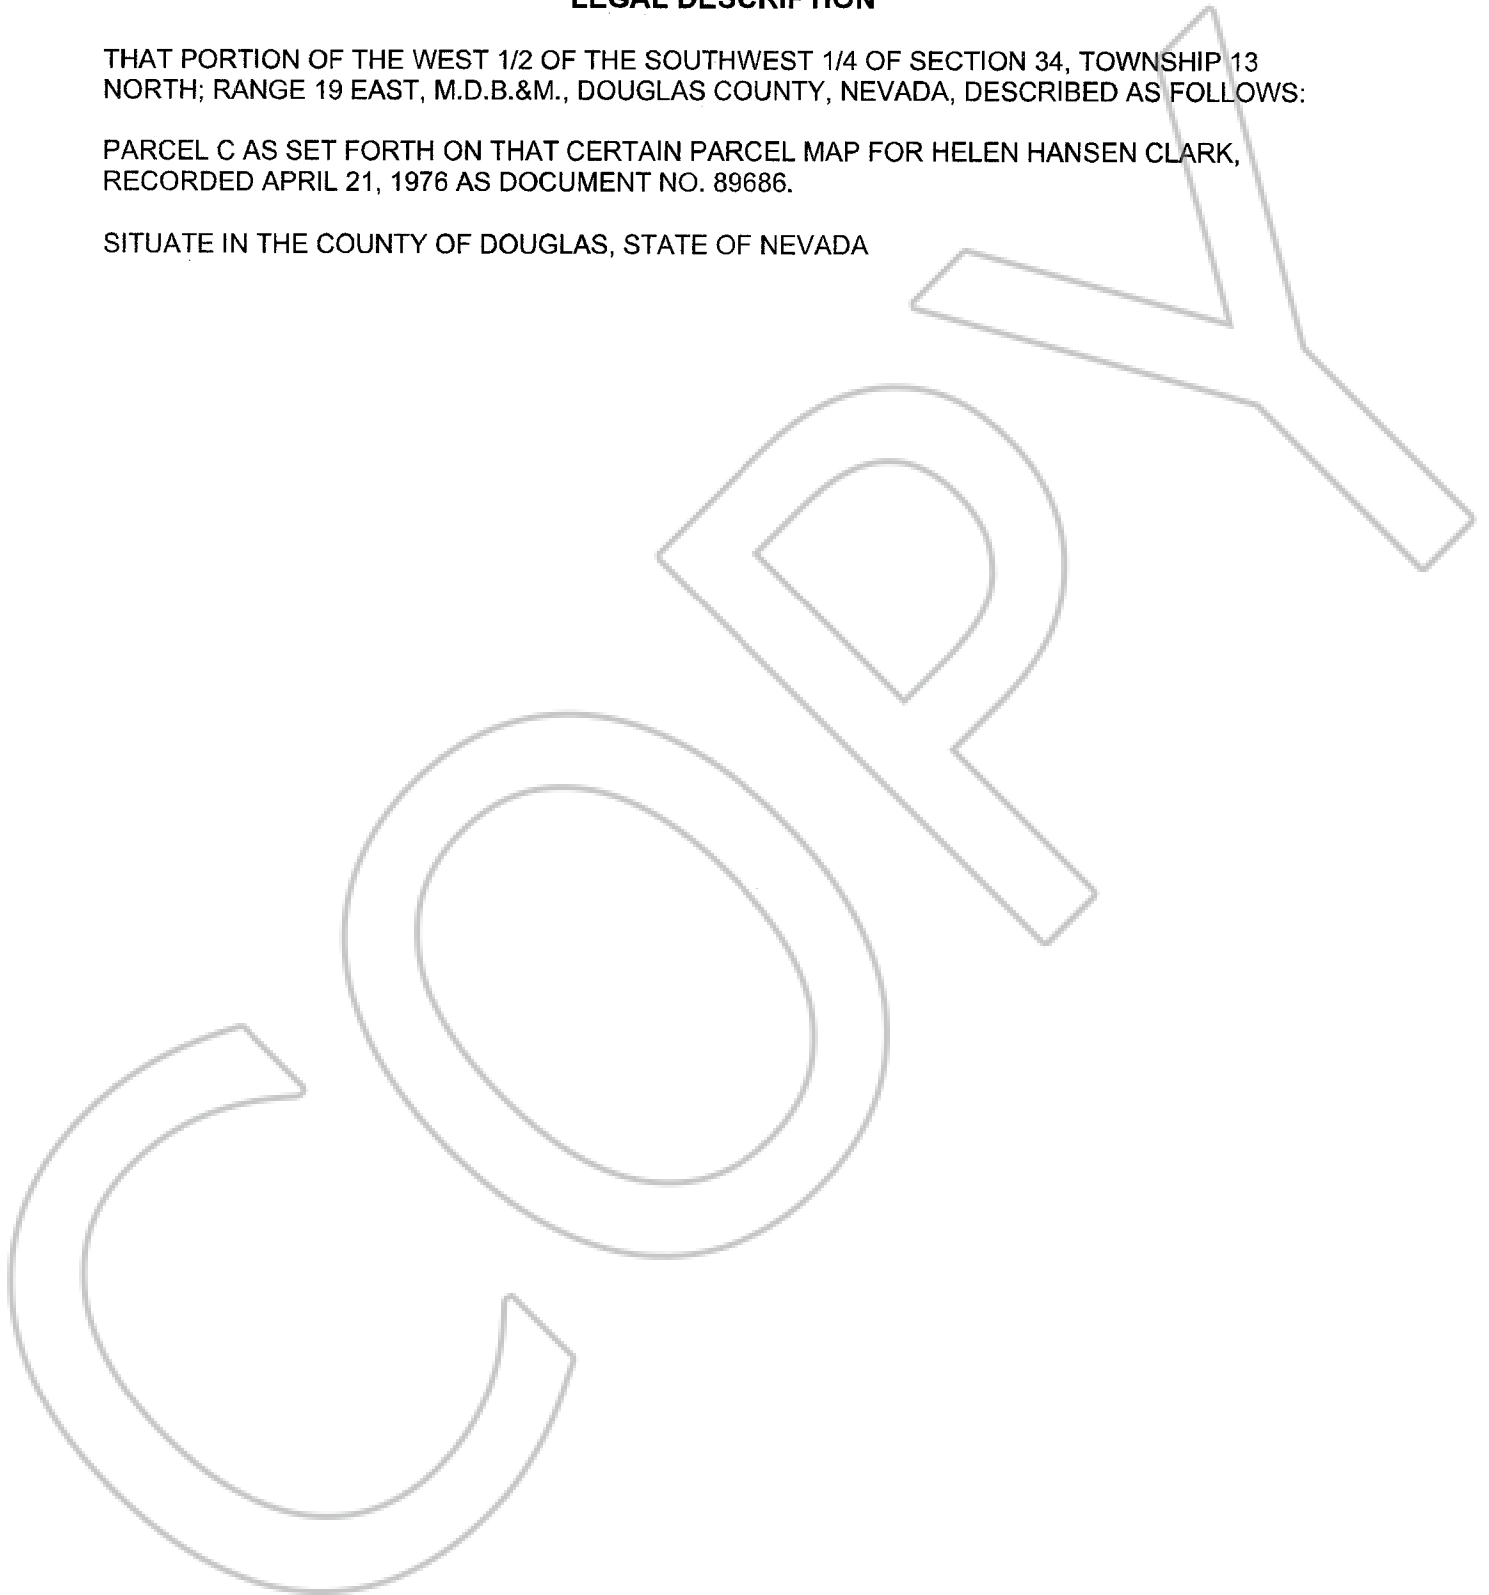 LEGAL DESCRIPTION
THAT PORTION OF THE WEST 1/2 OF THE SOUTHWEST 1/4 OF SECTION 34, TOWNSHIP 13
NORTH; RANGE 19 EAST, M.D.B.&M., DOUGLAS COUNTY, NEVADA, DESCRIBED AS FOLLOWS:
PARCEL C AS SET FORTH ON THAT CERTAIN PARCEL MAP FOR HELEN HANSEN CLARK,
RECORDED APRIL 21, 1976 AS DOCUMENT NO. 89686.
SITUATE IN THE COUNTY OF DOUGLAS, STATE OF NEVADA
COPY